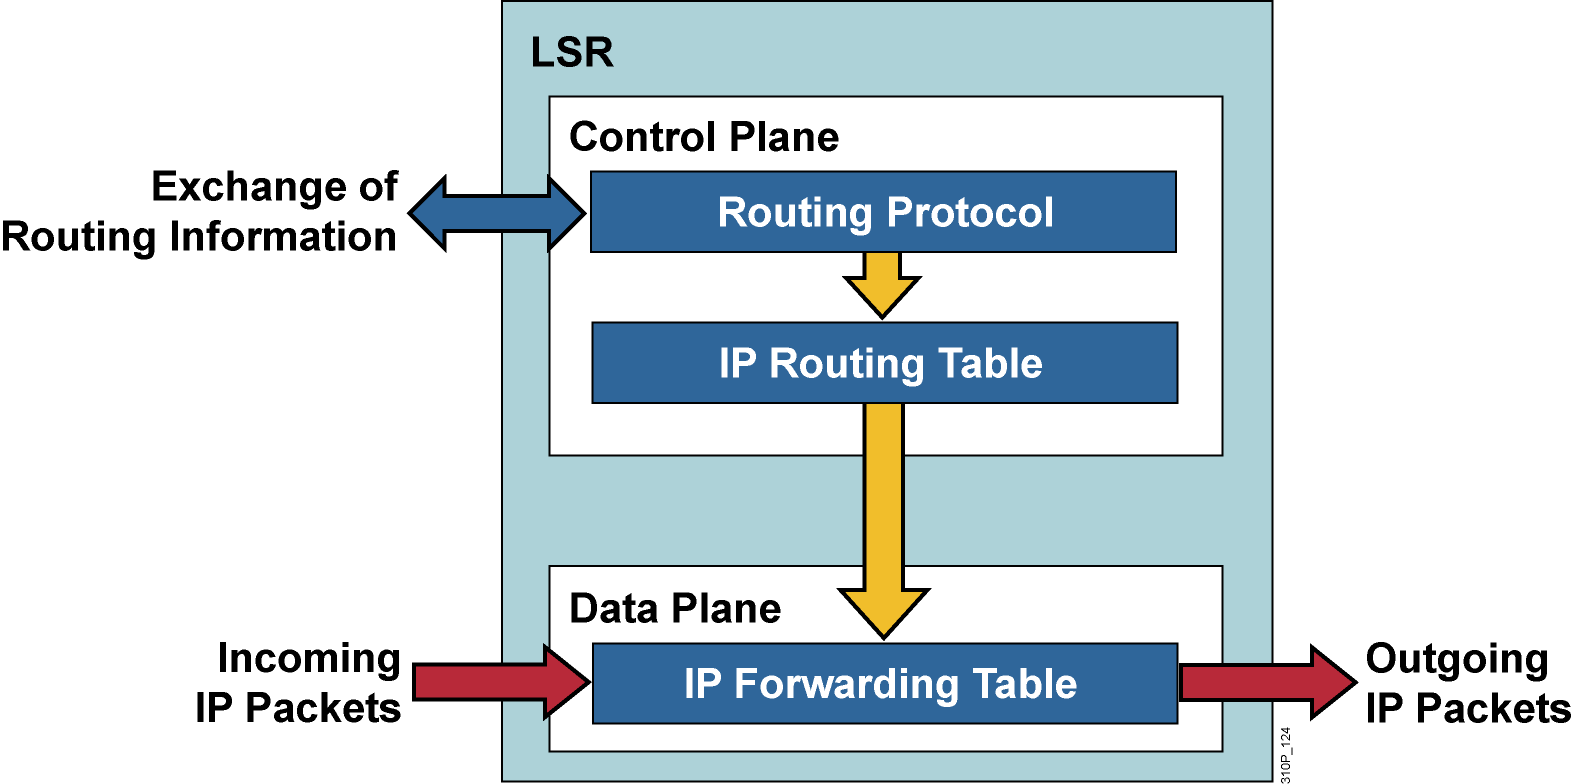 LSR
Control Plane
Exchange of
Routing Information
Routing Protocol
IP Routing Table
Data Plane
Incoming
IP Packets
IP Forwarding Table
Outgoing
IP Packets
310P_124